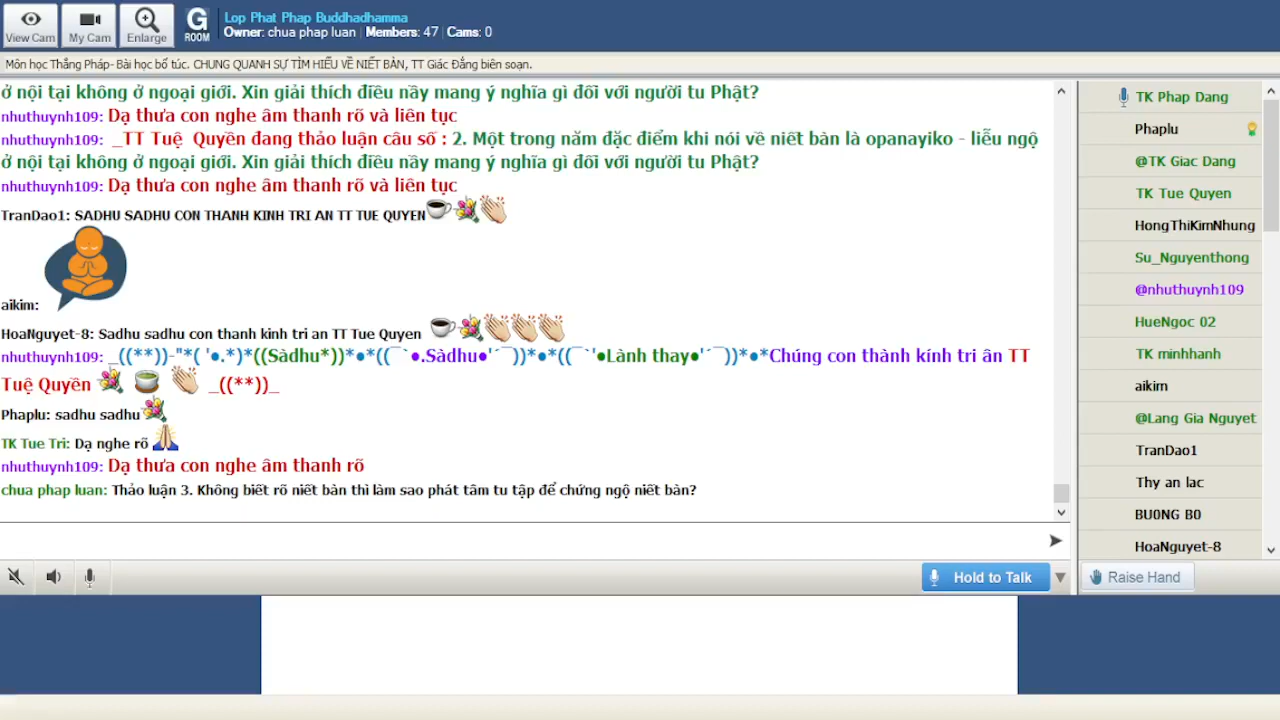 View Cam
My Cam
Enlarge
G
ROOM
Lop Phat Phap Buddhadhamma
Owner: chua phap luan | Members: 47 | Cams: 0
Môn học Thắng Pháp- Bài học bổ túc. CHUNG QUANH SỰ TÌM HIỂU VỀ NIẾT BÀN, TT Giác Đẳng biên soạn.
ở nội tại không ở ngoại giới. Xin giải thích điều nầy mang ý nghĩa gì đối với người tu Phật?
nhuthuynh109: Dạ thưa con nghe âm thanh rõ và liên tục
nhuthuynh109: _TT Tuệ Quyền đang thảo luận câu số : 2. Một trong năm đặc điểm khi nói về niết bàn là opanayiko - liễu ngộ
ở nội tại không ở ngoại giới. Xin giải thích điều nầy mang ý nghĩa gì đối với người tu Phật?
nhuthuynh109: Dạ thưa con nghe âm thanh rõ và liên tục
TranDao1: SADHU SADHU CON THANH KINH TRI AN TT TUE QUYEN
aikim:
HoaNguyet-8: Sadhu sadhu con thanh kinh tri an TT Tue Quyen
nhuthuynh109: _((**))-"*( '●.*)*((Sàdhu*))*●*((¯`●.Sàdhu●'´¯))*●*((¯`'●Lành thay●'´¯))*●*Chúng con thành kính tri ân TT
Tuệ Quyền _((**))_
Phaplu: sadhu sadhu
TK Tue Tri: Dạ nghe rõ
nhuthuynh109: Dạ thưa con nghe âm thanh rõ
chua phap luan: Thảo luận 3. Không biết rõ niết bàn thì làm sao phát tâm tu tập để chứng ngộ niết bàn?
Hold to Talk
TK Phap Dang
Phaplu
@TK Giac Dang
TK Tue Quyen
HongThiKimNhung
Su_Nguyenthong
@nhuthuynh109
HueNgoc 02
TK minhhanh
aikim
@Lang Gia Nguyet
TranDao1
Thy an lac
BU0NG B0
HoaNguyet-8
Raise Hand